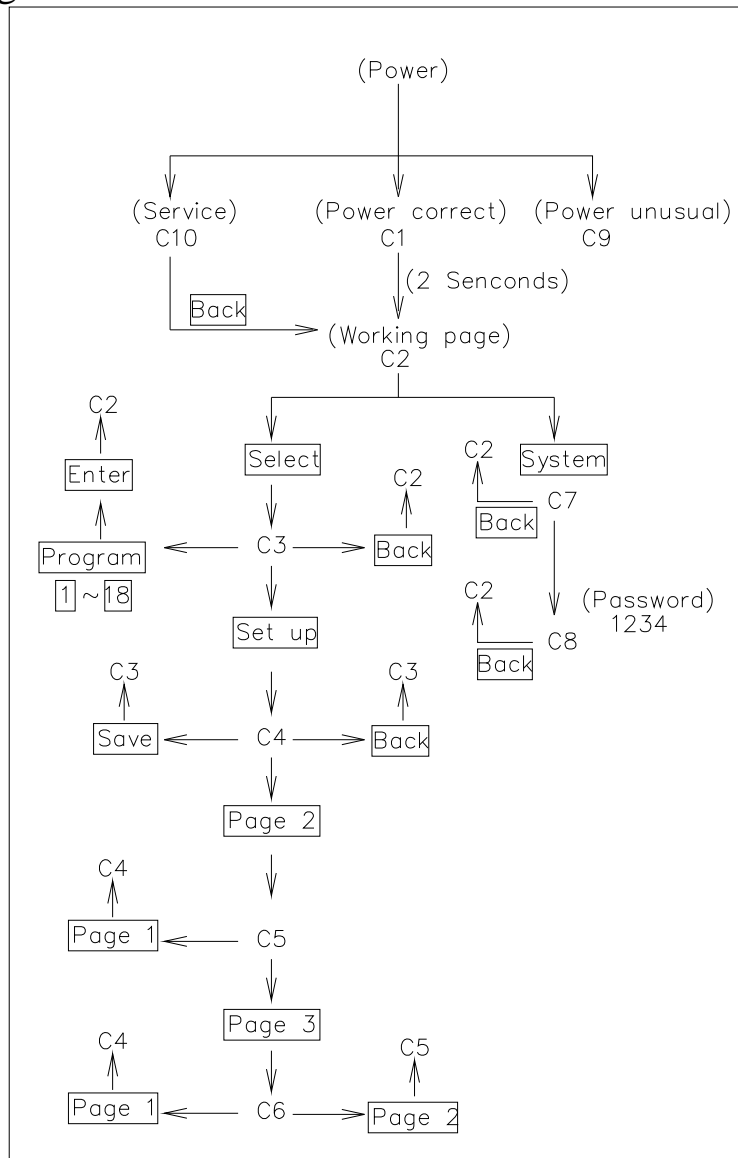 (Power)
(Service) (Power correct) (Power unusual)
C10 C1 C9
(2 Senconds)
Back
(Working page)
C2
C2
Select C2 System
Enter C2
C7
Back
C3
Program Back
1 ~ 18
C2 (Password)
1234
Set up
C8
Back
C3 C3
Save C4 Back
Page 2
C4
Page 1 C5
Page 3
C4 C5
Page 1 C6 Page 2